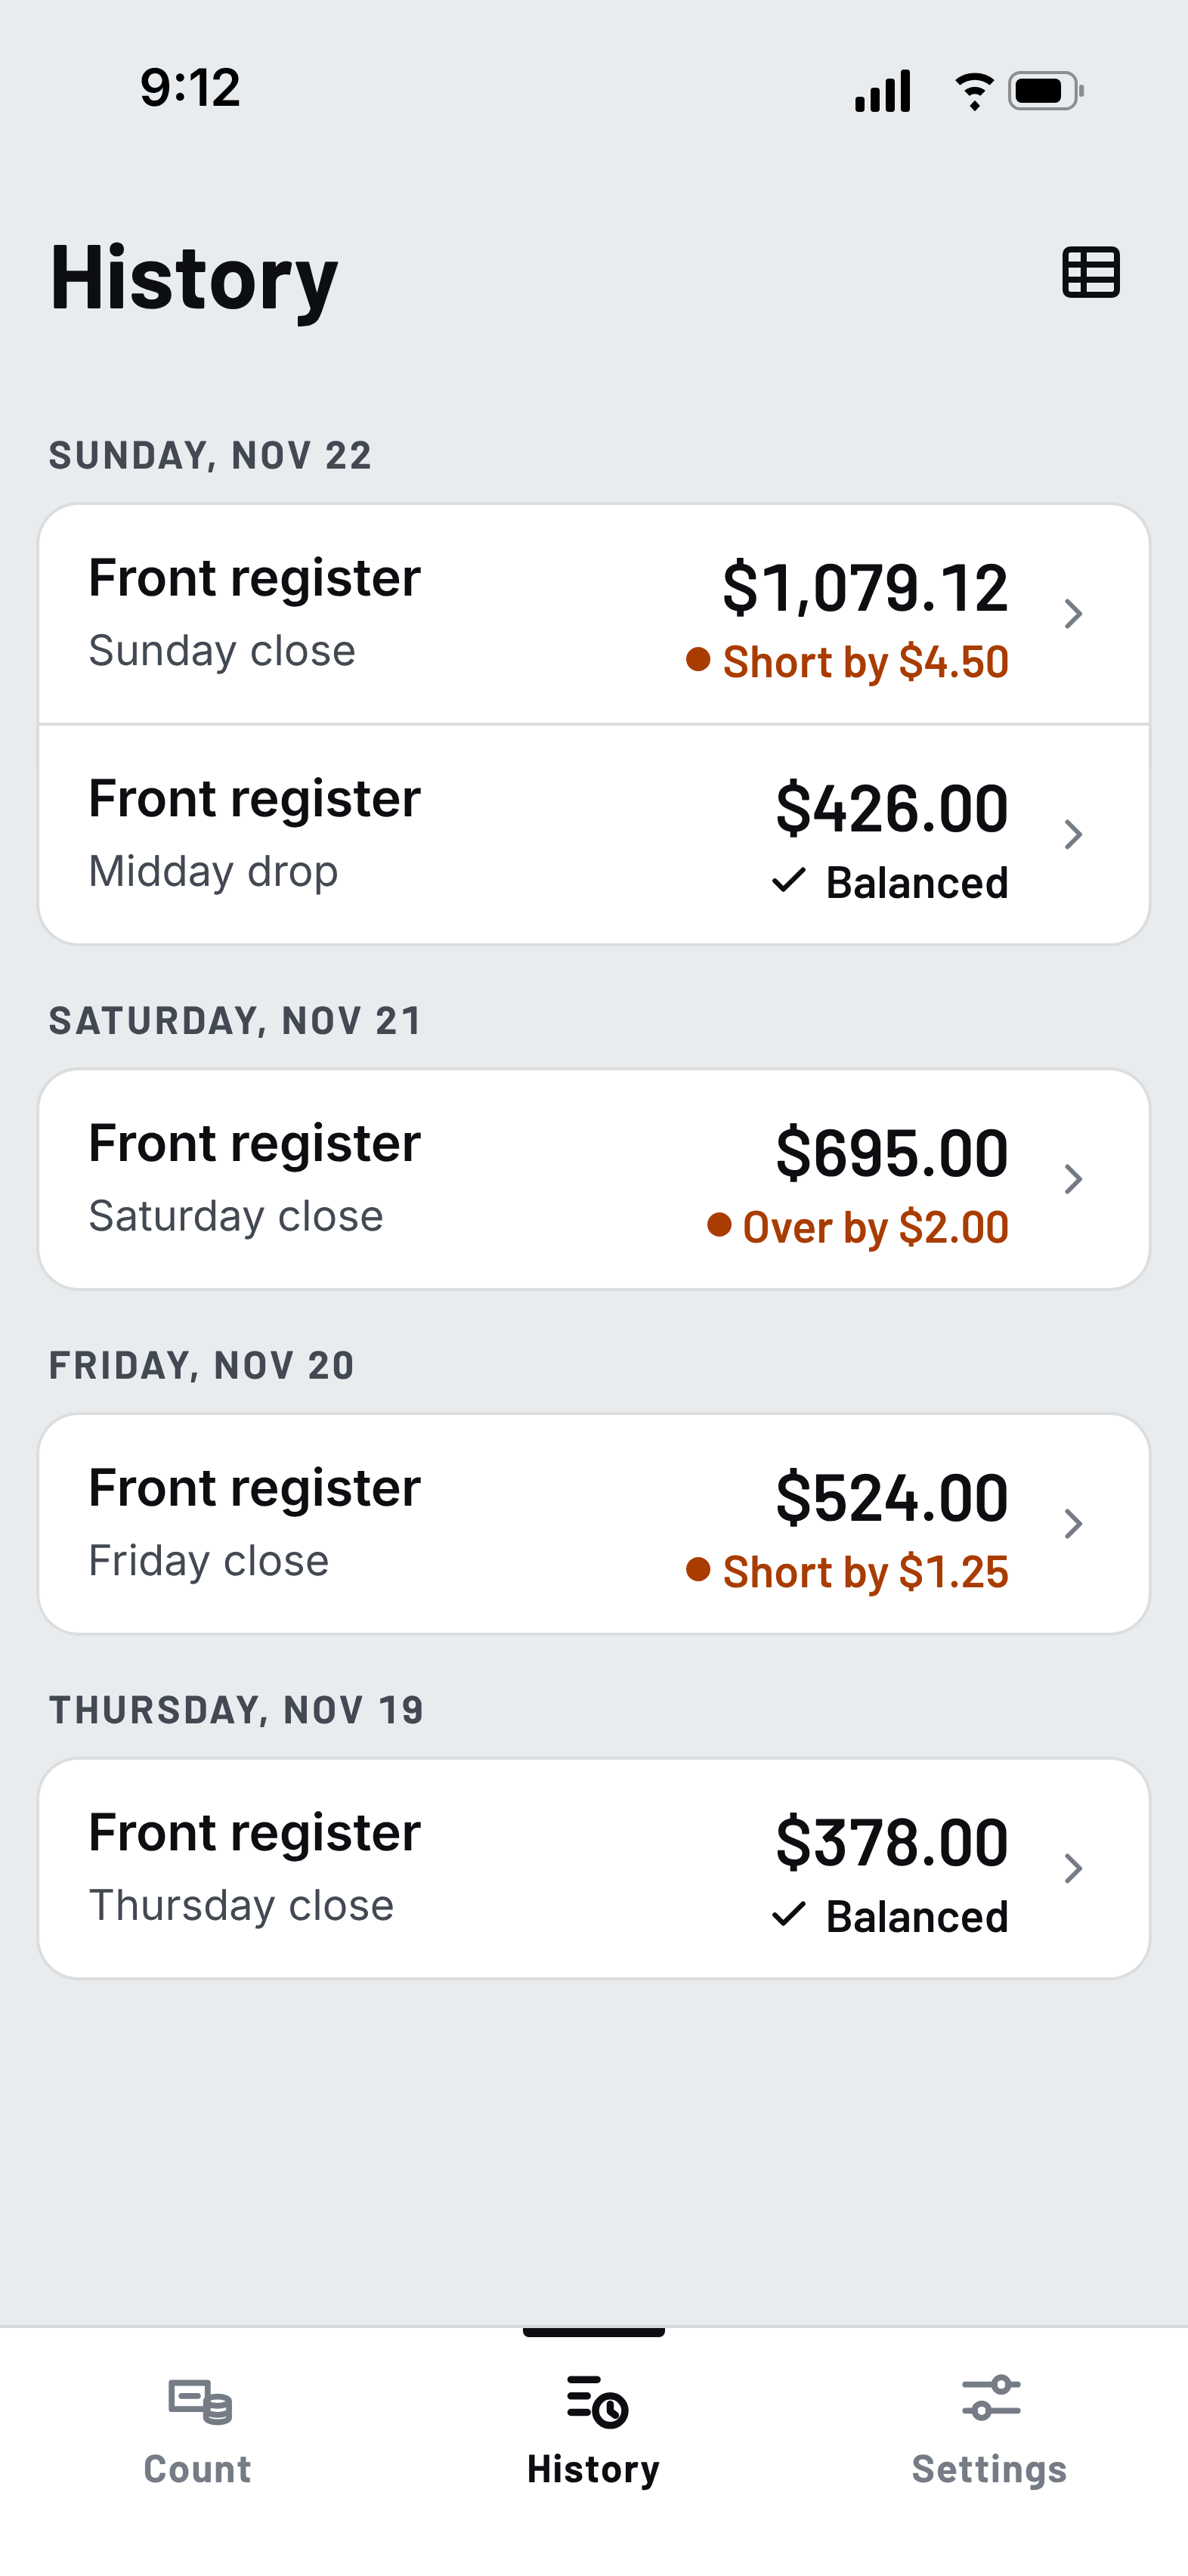 9:12
History
SUNDAY, NOV 22
Front register
$1,079.12
Sunday close
Short by $4.50
Front register
$426.00
Midday drop
Balanced
SATURDAY, NOV 21
Front register
$695.00
Saturday close
Over by $2.00
FRIDAY, NOV 20
Front register
$524.00
Friday close
Short by $1.25
THURSDAY, NOV 19
Front register
$378.00
Thursday close
Balanced
Count
History
Settings